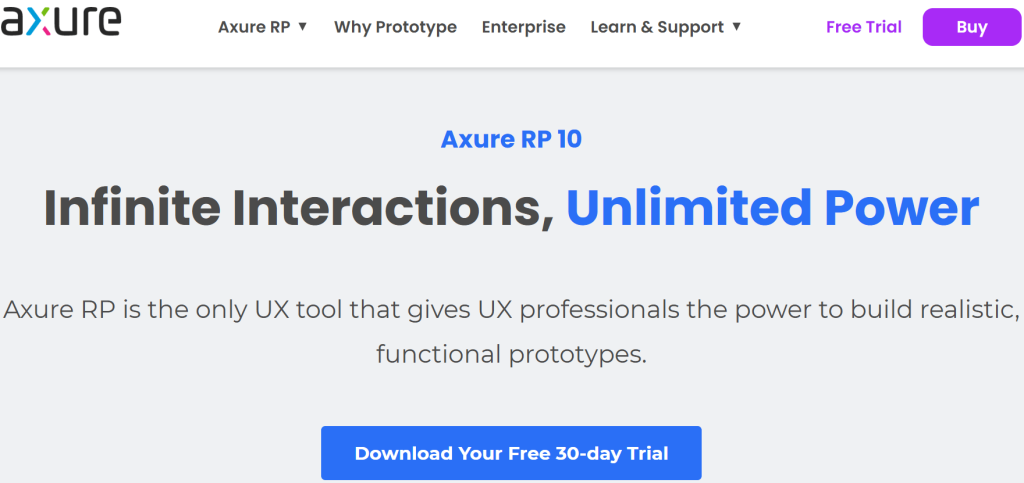 axure
Axure RP ▼ Why Prototype Enterprise Learn & Support ▼ Free Trial Buy
Axure RP 10
Infinite Interactions, Unlimited Power
Axure RP is the only UX tool that gives UX professionals the power to build realistic,
functional prototypes.
Download Your Free 30-day Trial